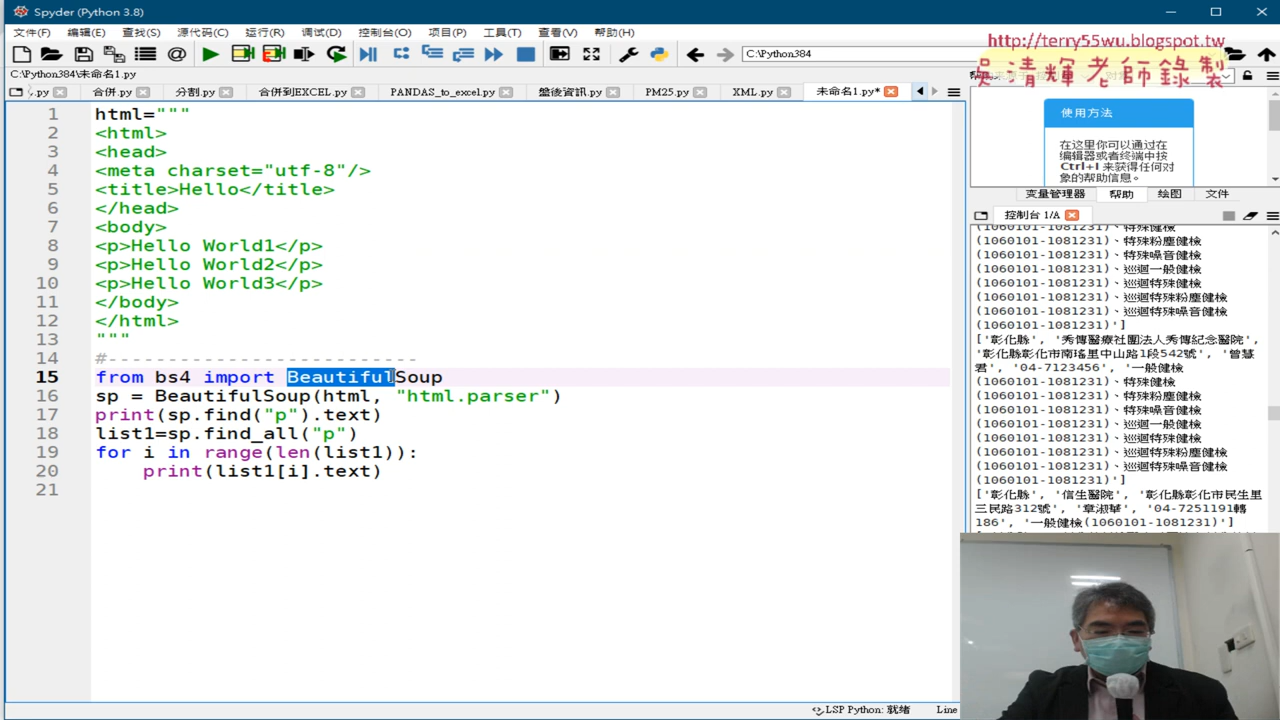 Spyder (Python 3.8)
文件(F) 编辑(E) 查找(S) 源代码(C) 运行(R) 调试(D) 控制台(O) 项目(P) 工具(T) 查看(V) 帮助(H)
http://terry55wu.blogspot.tw
C:\Python384
吳清輝老師錄製
C:\Python384\未命名1.py
.py 合併.py 分割.py 合併到EXCEL.py PANDAS_to_excel.py 盤後資訊.py PM25.py XML.py 未命名1.py*
1 html="""
2 <html>
3 <head>
4 <meta charset="utf-8"/>
5 <title>Hello</title>
6 </head>
7 <body>
8 <p>Hello World1</p>
9 <p>Hello World2</p>
10 <p>Hello World3</p>
11 </body>
12 </html>
13 """
14 #--------------------------
15 from bs4 import BeautifulSoup
16 sp = BeautifulSoup(html, "html.parser")
17 print(sp.find("p").text)
18 list1=sp.find_all("p")
19 for i in range(len(list1)):
20     print(list1[i].text)
21
使用方法
在这里你可以通过在
编辑器或者终端中按
Ctrl+I 来获得任何对
象的帮助信息。
变量管理器 帮助 绘图 文件
控制台 1/A
(1060101-1081231)、特殊健檢
(1060101-1081231)、特殊粉塵健檢
(1060101-1081231)、特殊噪音健檢
(1060101-1081231)、巡迴一般健檢
(1060101-1081231)、巡迴特殊健檢
(1060101-1081231)、巡迴特殊粉塵健檢
(1060101-1081231)、巡迴特殊噪音健檢
(1060101-1081231)']
['彰化縣', '秀傳醫療社團法人秀傳紀念醫院',
'彰化縣彰化市南瑤里中山路1段542號', '曾慧
君', '04-7123456', '一般健檢
(1060101-1081231)、特殊健檢
(1060101-1081231)、特殊粉塵健檢
(1060101-1081231)、特殊噪音健檢
(1060101-1081231)、巡迴一般健檢
(1060101-1081231)、巡迴特殊健檢
(1060101-1081231)、巡迴特殊粉塵健檢
(1060101-1081231)、巡迴特殊噪音健檢
(1060101-1081231)']
['彰化縣', '信生醫院', '彰化縣彰化市民生里
三民路312號', '章淑華', '04-7251191轉
186', '一般健檢(1060101-1081231)']
LSP Python: 就绪 Line